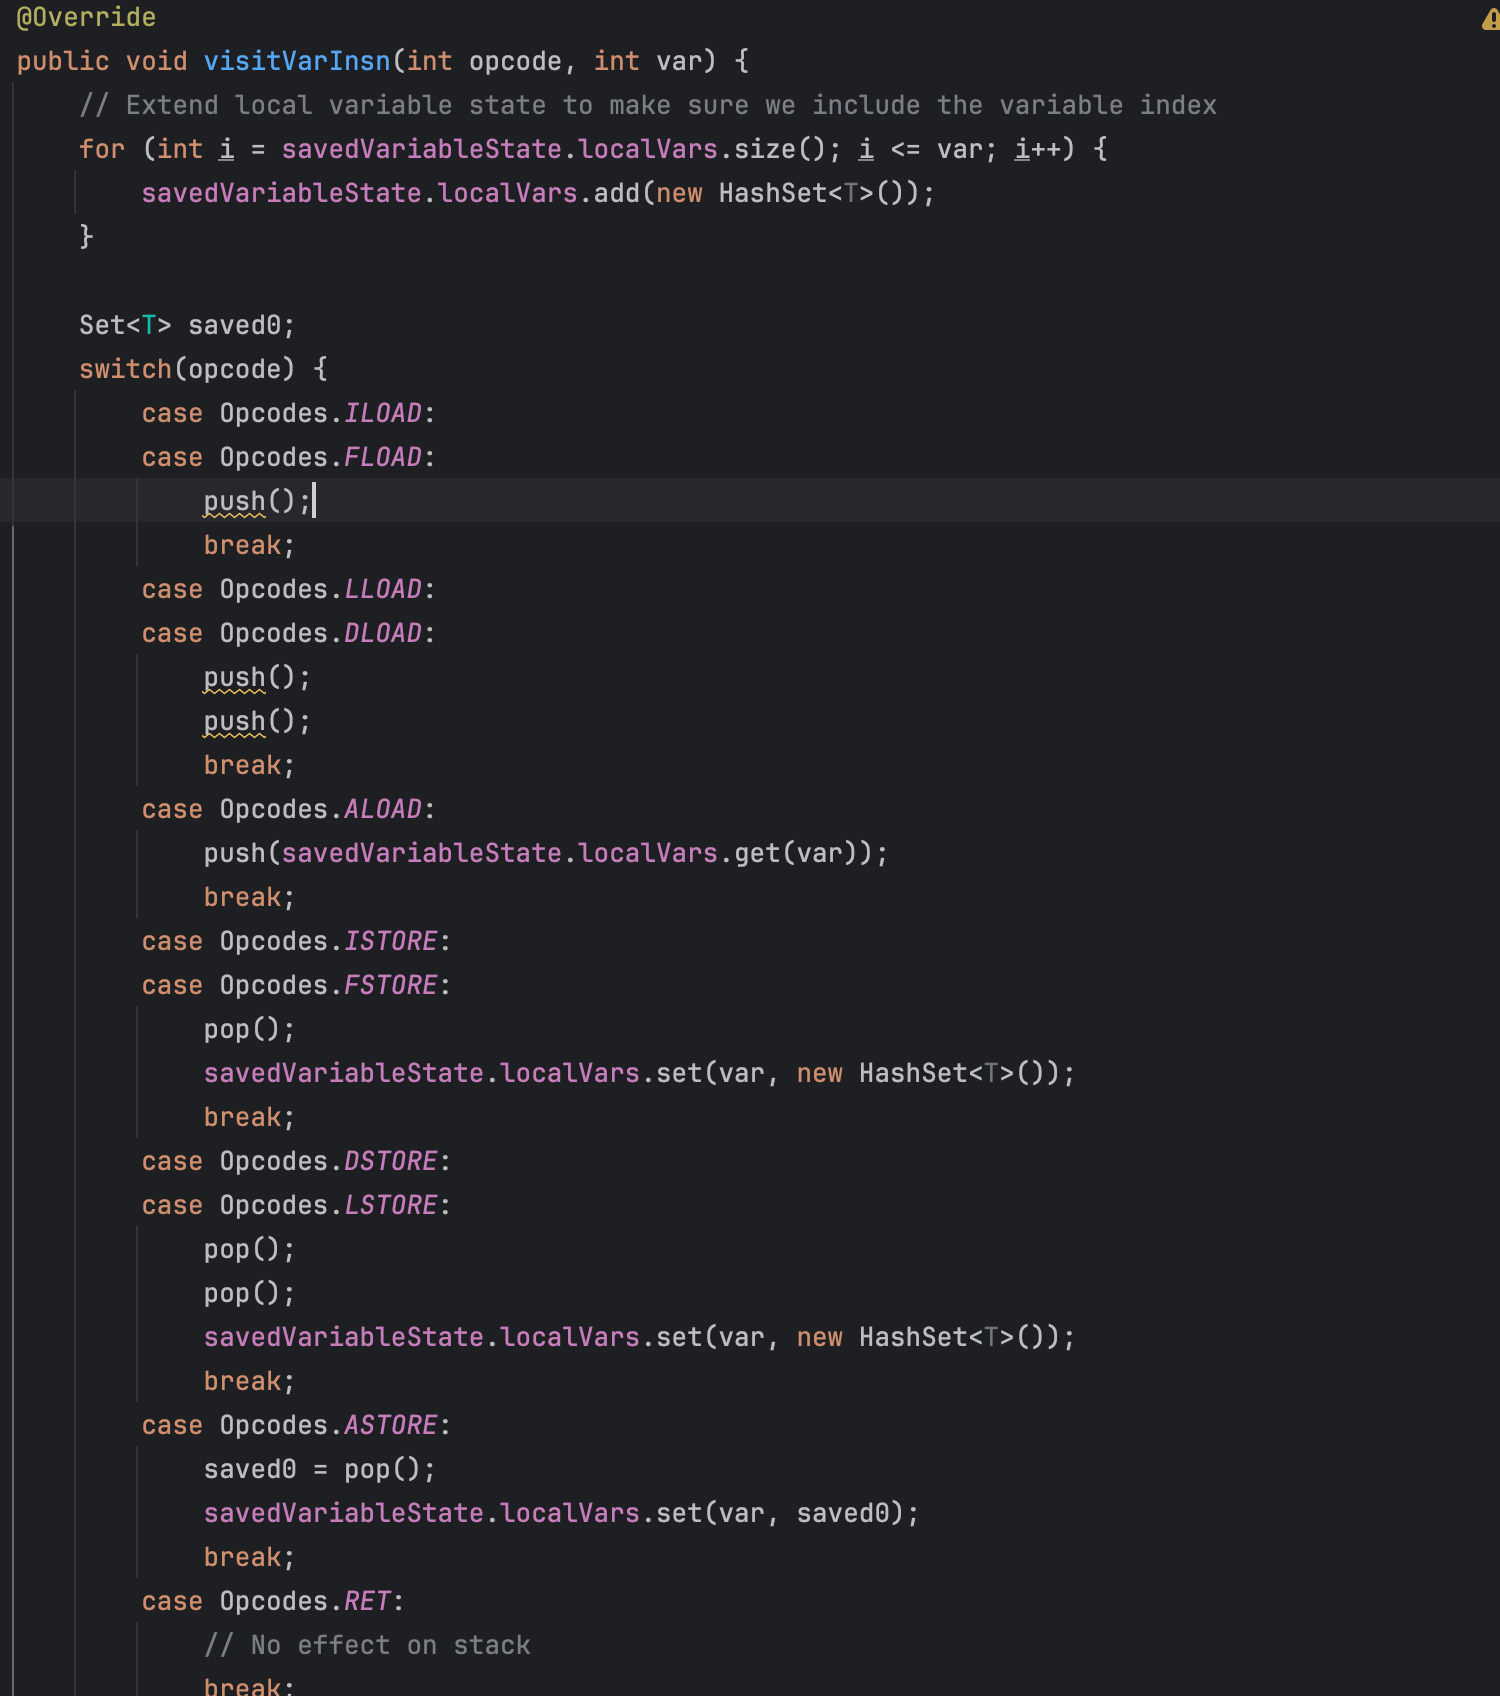 @Override
public void visitVarInsn(int opcode, int var) {
    // Extend local variable state to make sure we include the variable index
    for (int i = savedVariableState.localVars.size(); i <= var; i++) {
        savedVariableState.localVars.add(new HashSet<T>());
    }

    Set<T> saved0;
    switch(opcode) {
        case Opcodes.ILOAD:
        case Opcodes.FLOAD:
            push();
            break;
        case Opcodes.LLOAD:
        case Opcodes.DLOAD:
            push();
            push();
            break;
        case Opcodes.ALOAD:
            push(savedVariableState.localVars.get(var));
            break;
        case Opcodes.ISTORE:
        case Opcodes.FSTORE:
            pop();
            savedVariableState.localVars.set(var, new HashSet<T>());
            break;
        case Opcodes.DSTORE:
        case Opcodes.LSTORE:
            pop();
            pop();
            savedVariableState.localVars.set(var, new HashSet<T>());
            break;
        case Opcodes.ASTORE:
            saved0 = pop();
            savedVariableState.localVars.set(var, saved0);
            break;
        case Opcodes.RET:
            // No effect on stack
            break;